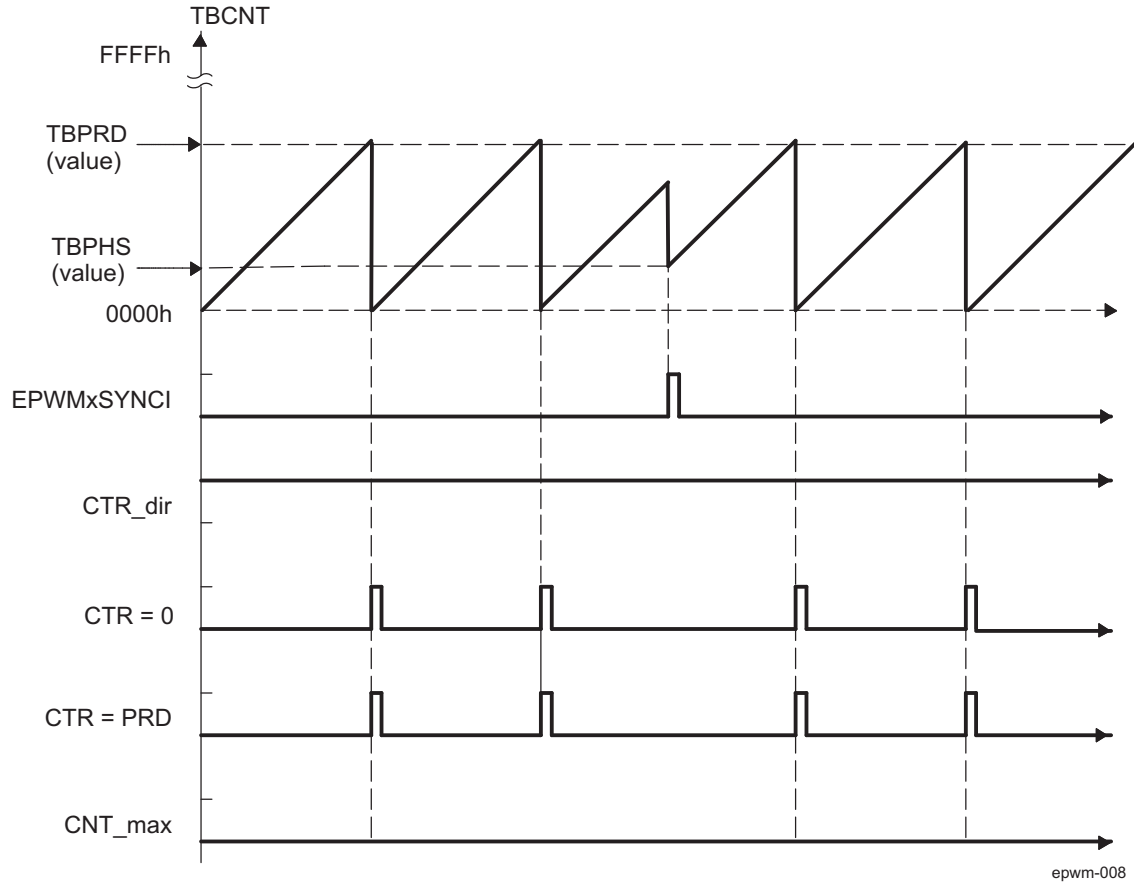 TBCNT
FFFFh
TBPRD
(value)
TBPHS
(value)
0000h
EPWMxSYNCI
CTR_dir
CTR = 0
CTR = PRD
CNT_max
epwm-008